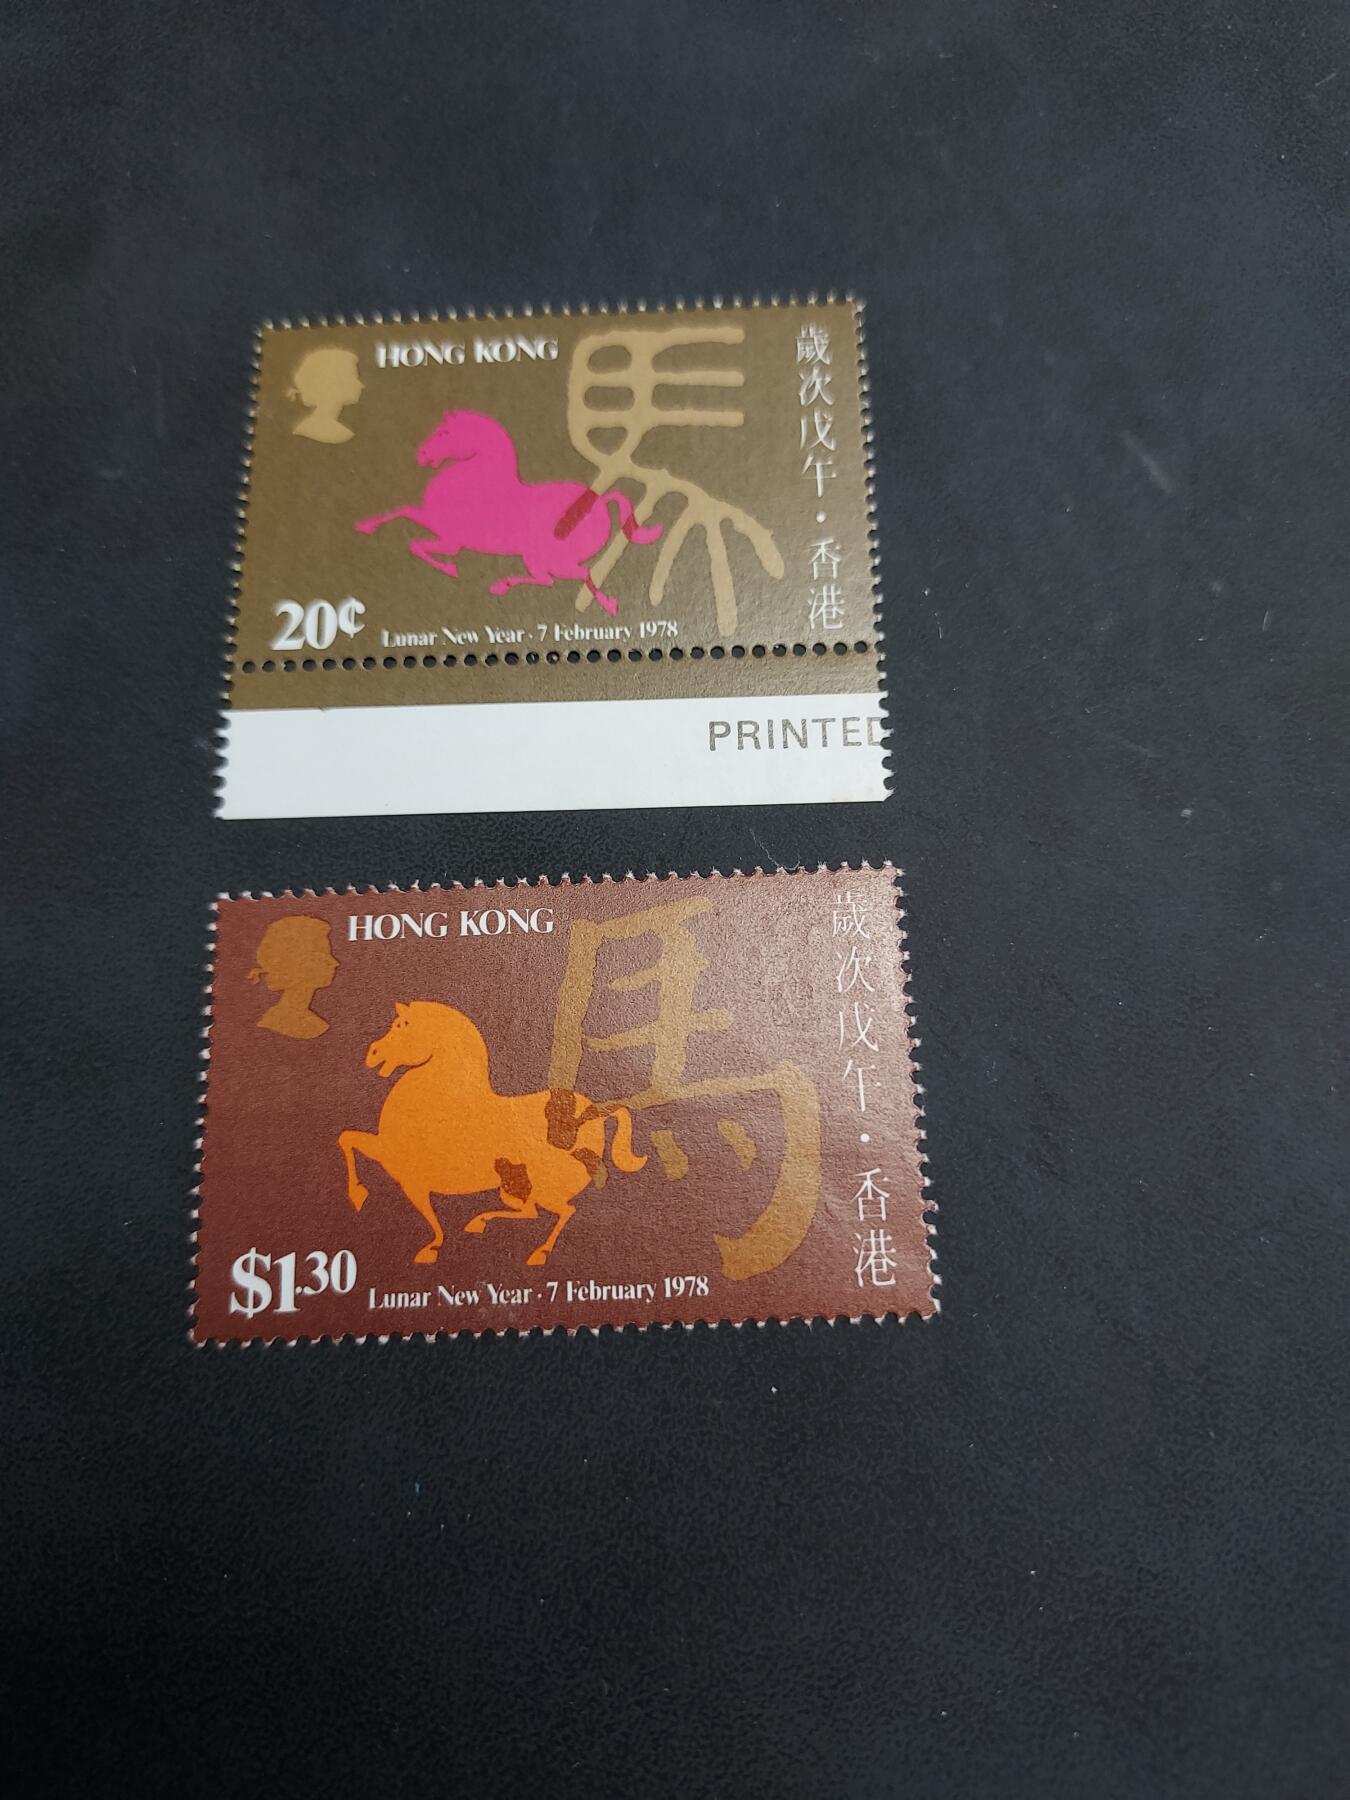 HONG KONG
馬
歲次戊午・香港
20¢
Lunar New Year · 7 February 1978
PRINTED
HONG KONG
馬
歲次戊午・香港
$1.30
Lunar New Year · 7 February 1978